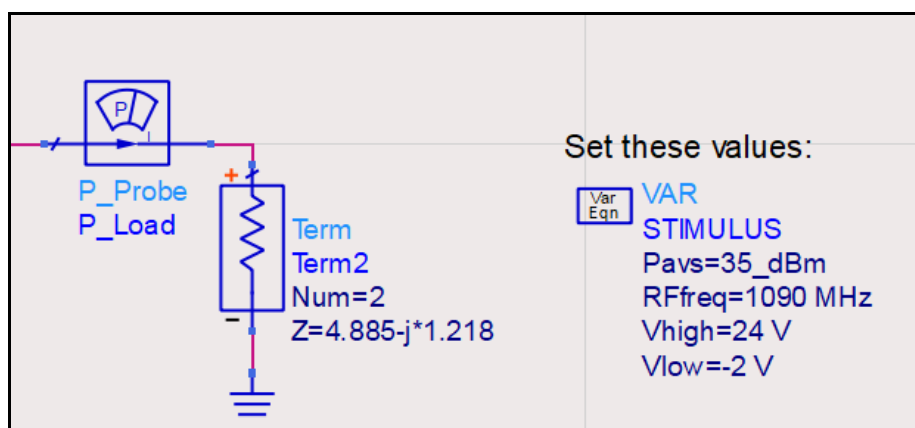 P
I
P_Probe
P_Load
+
Term
Term2
Num=2
Z=4.885-j*1.218
-
Set these values:
Var
Eqn
VAR
STIMULUS
Pavs=35_dBm
RFfreq=1090 MHz
Vhigh=24 V
Vlow=-2 V